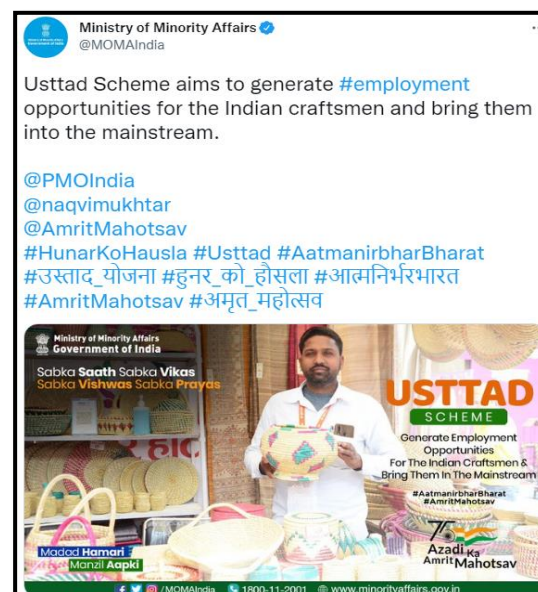 Ministry of Minority Affairs
@MOMAIndia
Usttad Scheme aims to generate #employment
opportunities for the Indian craftsmen and bring them
into the mainstream.
@PMOIndia
@naqvimukhtar
@AmritMahotsav
#HunarKoHausla #Usttad #AatmanirbharBharat
#उस्ताद_योजना #हुनर_को_हौसला #आत्मनिर्भरभारत
#AmritMahotsav #अमृत_महोत्सव
Ministry of Minority Affairs
Government of India
Sabka Saath Sabka Vikas
Sabka Vishwas Sabka Prayas
USTTAD
SCHEME
Generate Employment
Opportunities
For The Indian Craftsmen &
Bring Them In The Mainstream
#AatmanirbharBharat
#AmritMahotsav
75
Azadi Ka
Amrit Mahotsav
Madad Hamari
Manzil Aapki
/MOMAIndia 1800-11-2001 www.minorityaffairs.gov.in